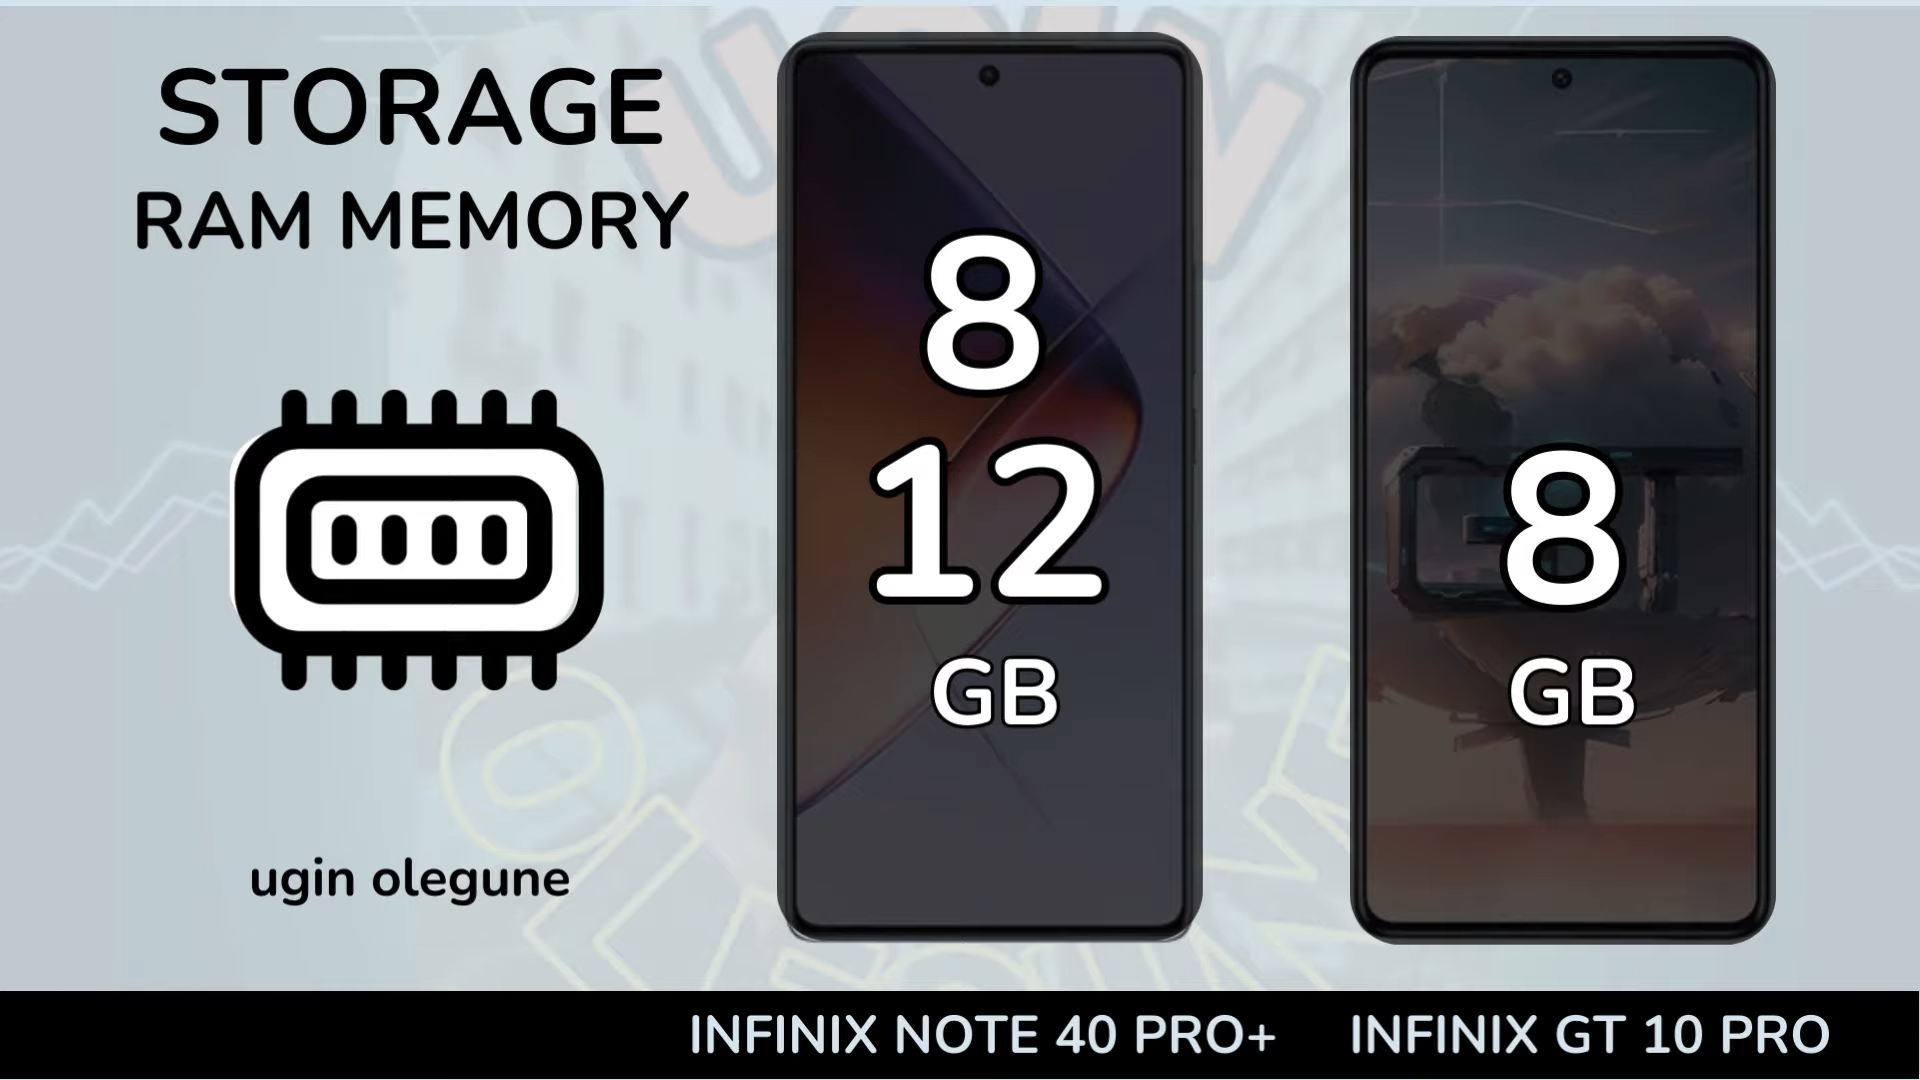 STORAGE
RAM MEMORY
ugin olegune
8
12
GB
8
GB
INFINIX NOTE 40 PRO+
INFINIX GT 10 PRO